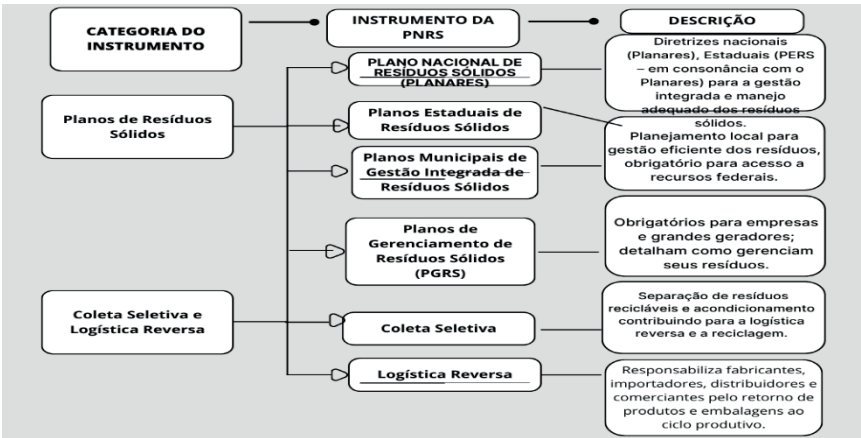 CATEGORIA DO
INSTRUMENTO
INSTRUMENTO DA
PNRS
DESCRIÇÃO
Planos de Resíduos
Sólidos
PLANO NACIONAL DE
RESÍDUOS SÓLIDOS
(PLANARES)
Diretrizes nacionais
(Planares), Estaduais (PERS
– em consonância com o
Planares) para a gestão
integrada e manejo
adequado dos resíduos
sólidos.
Planos Estaduais de
Resíduos Sólidos
Planos Municipais de
Gestão Integrada de
Resíduos Sólidos
Planejamento local para
gestão eficiente dos resíduos,
obrigatório para acesso a
recursos federais.
Planos de
Gerenciamento de
Resíduos Sólidos
(PGRS)
Obrigatórios para empresas
e grandes geradores;
detalham como gerenciam
seus resíduos.
Coleta Seletiva e
Logística Reversa
Coleta Seletiva
Separação de resíduos
recicláveis e acondicionamento
contribuindo para a logística
reversa e a reciclagem.
Logística Reversa
Responsabiliza fabricantes,
importadores, distribuidores e
comerciantes pelo retorno de
produtos e embalagens ao
ciclo produtivo.